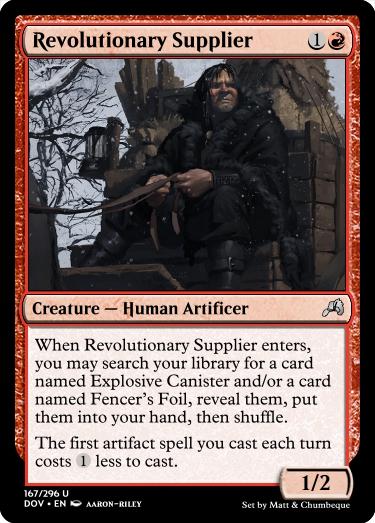 Revolutionary Supplier 1
Creature — Human Artificer
When Revolutionary Supplier enters,
you may search your library for a card
named Explosive Canister and/or a card
named Fencer's Foil, reveal them, put
them into your hand, then shuffle.
The first artifact spell you cast each turn
costs 1 less to cast.
1/2
167/296 U
DOV • EN AARON-RILEY
Set by Matt & Chumbeque